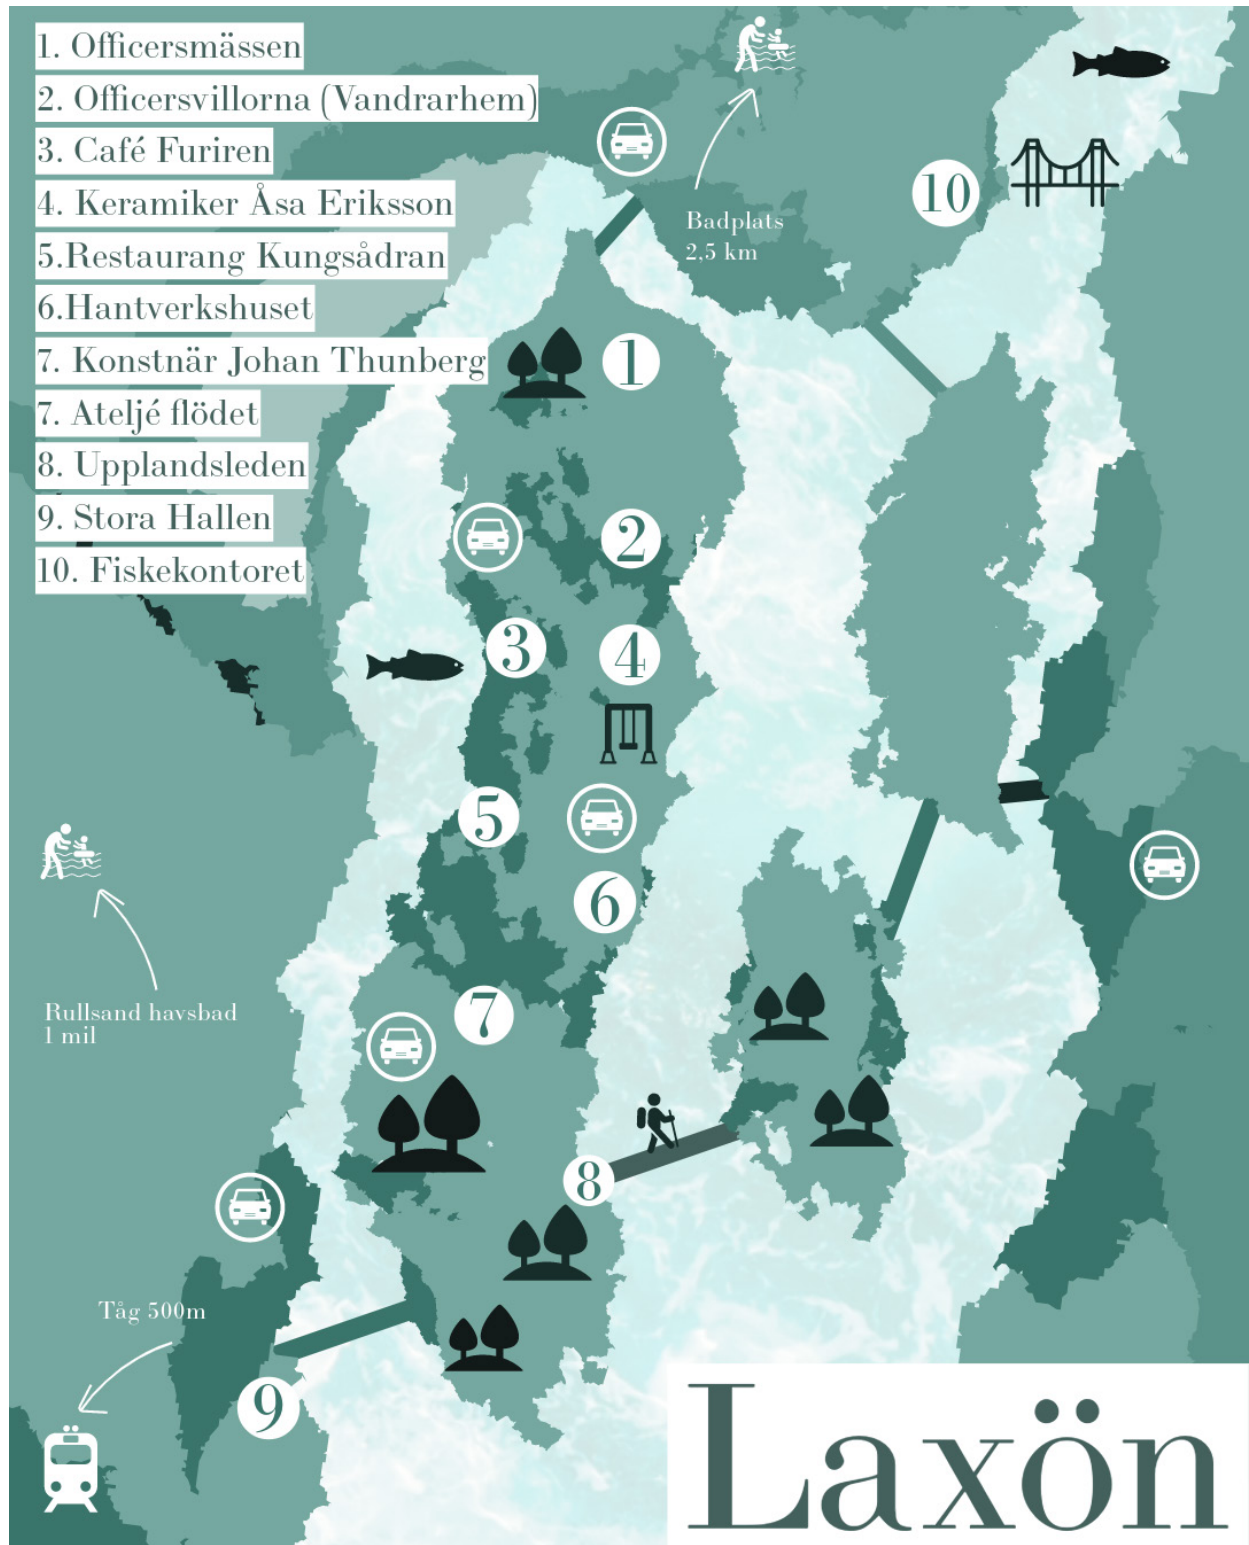 1. Officersmässen
2. Officersvillorna (Vandrarhem)
3. Café Furiren
4. Keramiker Åsa Eriksson
5.Restaurang Kungsådran
6.Hantverkshuset
7. Konstnär Johan Thunberg
7. Ateljé flödet
8. Upplandsleden
9. Stora Hallen
10. Fiskekontoret
10
Badplats
2,5 km
1
2
3
4
5
6
Rullsand havsbad
1 mil
7
8
Tåg 500m
9
Laxön